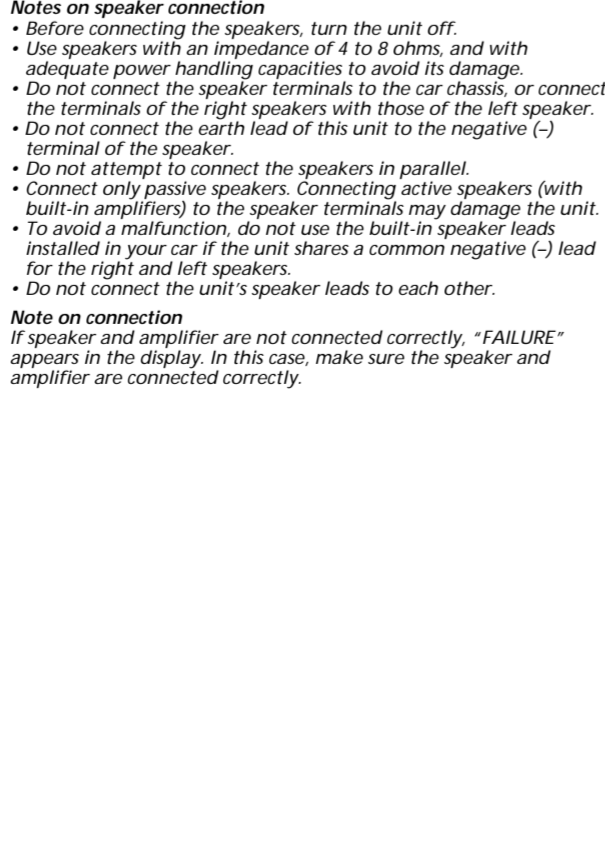 Notes on speaker connection
• Before connecting the speakers, turn the unit off.
• Use speakers with an impedance of 4 to 8 ohms, and with
adequate power handling capacities to avoid its damage.
• Do not connect the speaker terminals to the car chassis, or connect
the terminals of the right speakers with those of the left speaker.
• Do not connect the earth lead of this unit to the negative (–)
terminal of the speaker.
• Do not attempt to connect the speakers in parallel.
• Connect only passive speakers. Connecting active speakers (with
built-in amplifiers) to the speaker terminals may damage the unit.
• To avoid a malfunction, do not use the built-in speaker leads
installed in your car if the unit shares a common negative (–) lead
for the right and left speakers.
• Do not connect the unit's speaker leads to each other.
Note on connection
If speaker and amplifier are not connected correctly, “FAILURE”
appears in the display. In this case, make sure the speaker and
amplifier are connected correctly.